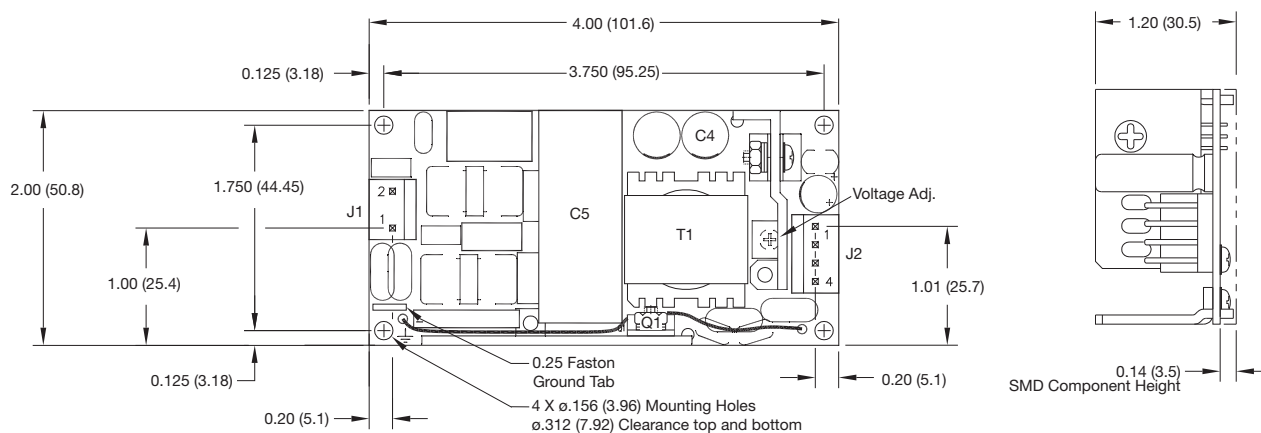 4.00 (101.6)
1.20 (30.5)
0.125 (3.18)
3.750 (95.25)
C4
2.00 (50.8)
1.750 (44.45)
2
J1
1
C5
T1
Voltage Adj.
+
+
1
J2
4
1.00 (25.4)
1.01 (25.7)
Q1
0.125 (3.18)
0.25 Faston
Ground Tab
0.20 (5.1)
0.14 (3.5)
SMD Component Height
0.20 (5.1)
4 X ø.156 (3.96) Mounting Holes
ø.312 (7.92) Clearance top and bottom